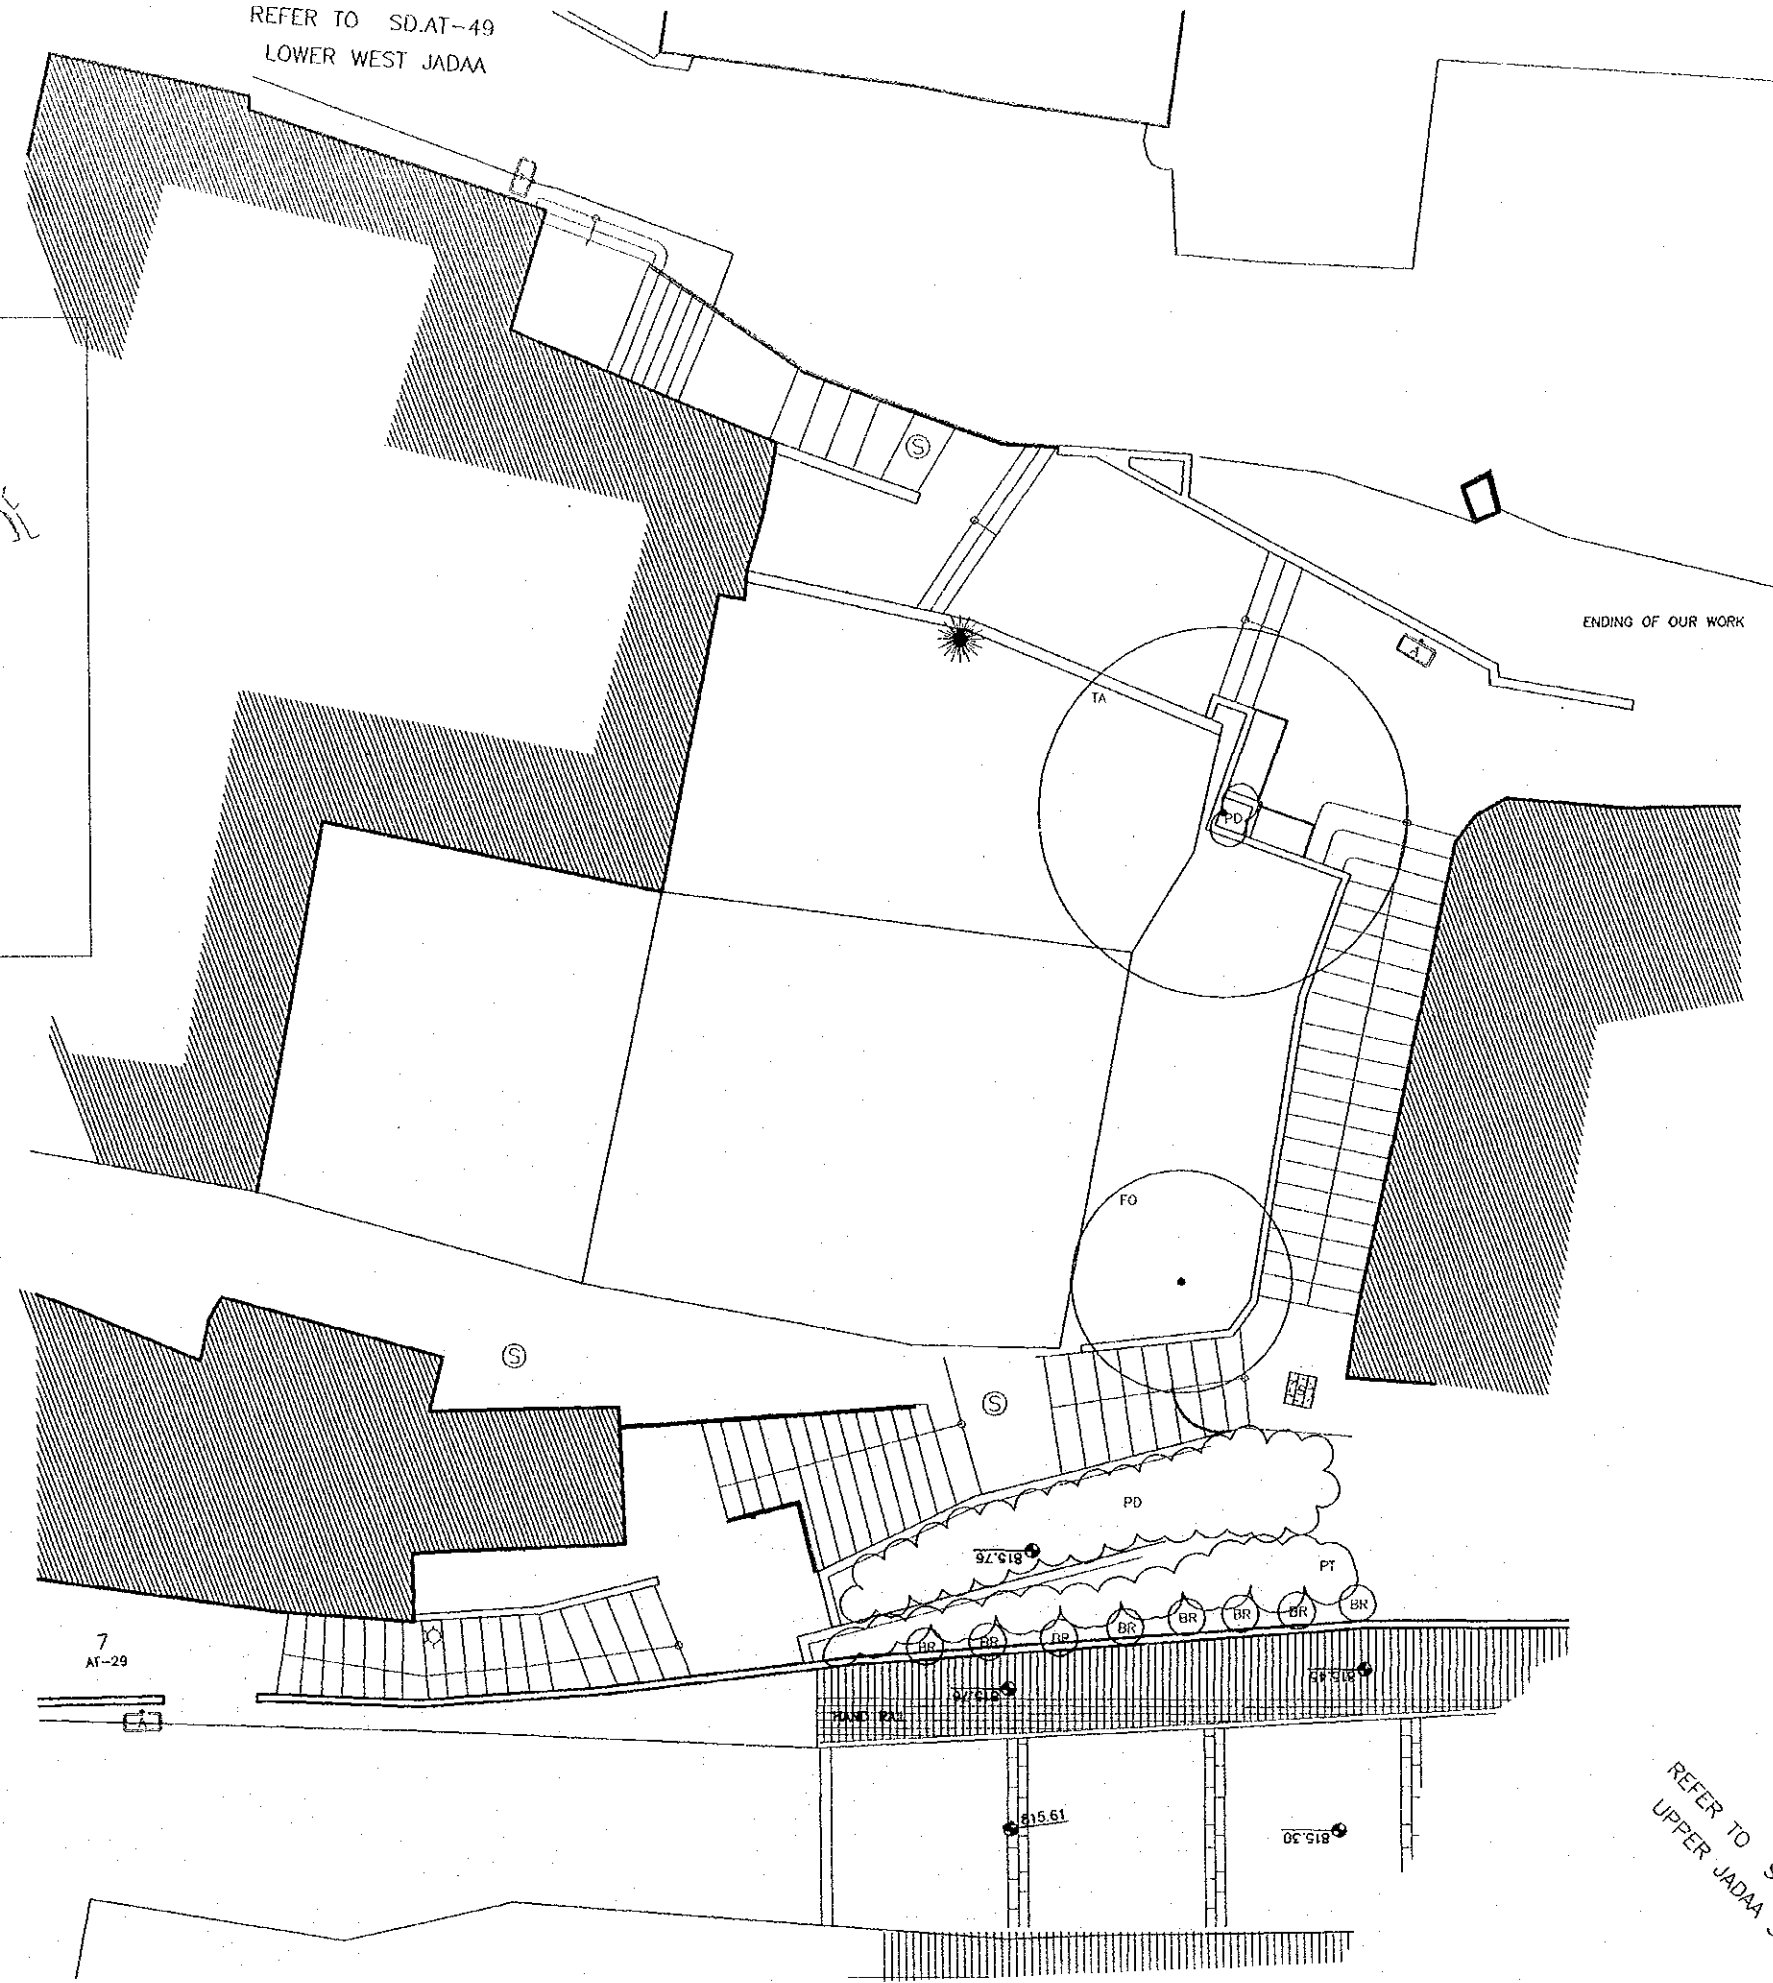 REFER TO SD.AT-49
LOWER WEST JADAA
S
ENDING OF OUR WORK
A
TA
PD
FO
S
S
S
PD
815.76
PT
BR
BR
BR
BR
BR
BR
BR
BR
7
AT-29
A
815.76
815.45
HAND RAIL
815.61
815.30
REFER TO
UPPER JADAA